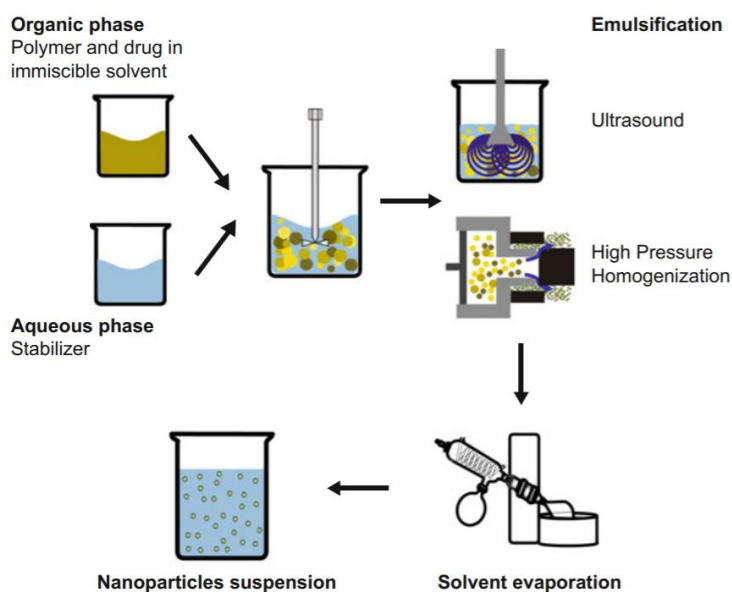 Organic phase
Polymer and drug in
immiscible solvent
Emulsification
Ultrasound
High Pressure
Homogenization
Aqueous phase
Stabilizer
Nanoparticles suspension
Solvent evaporation